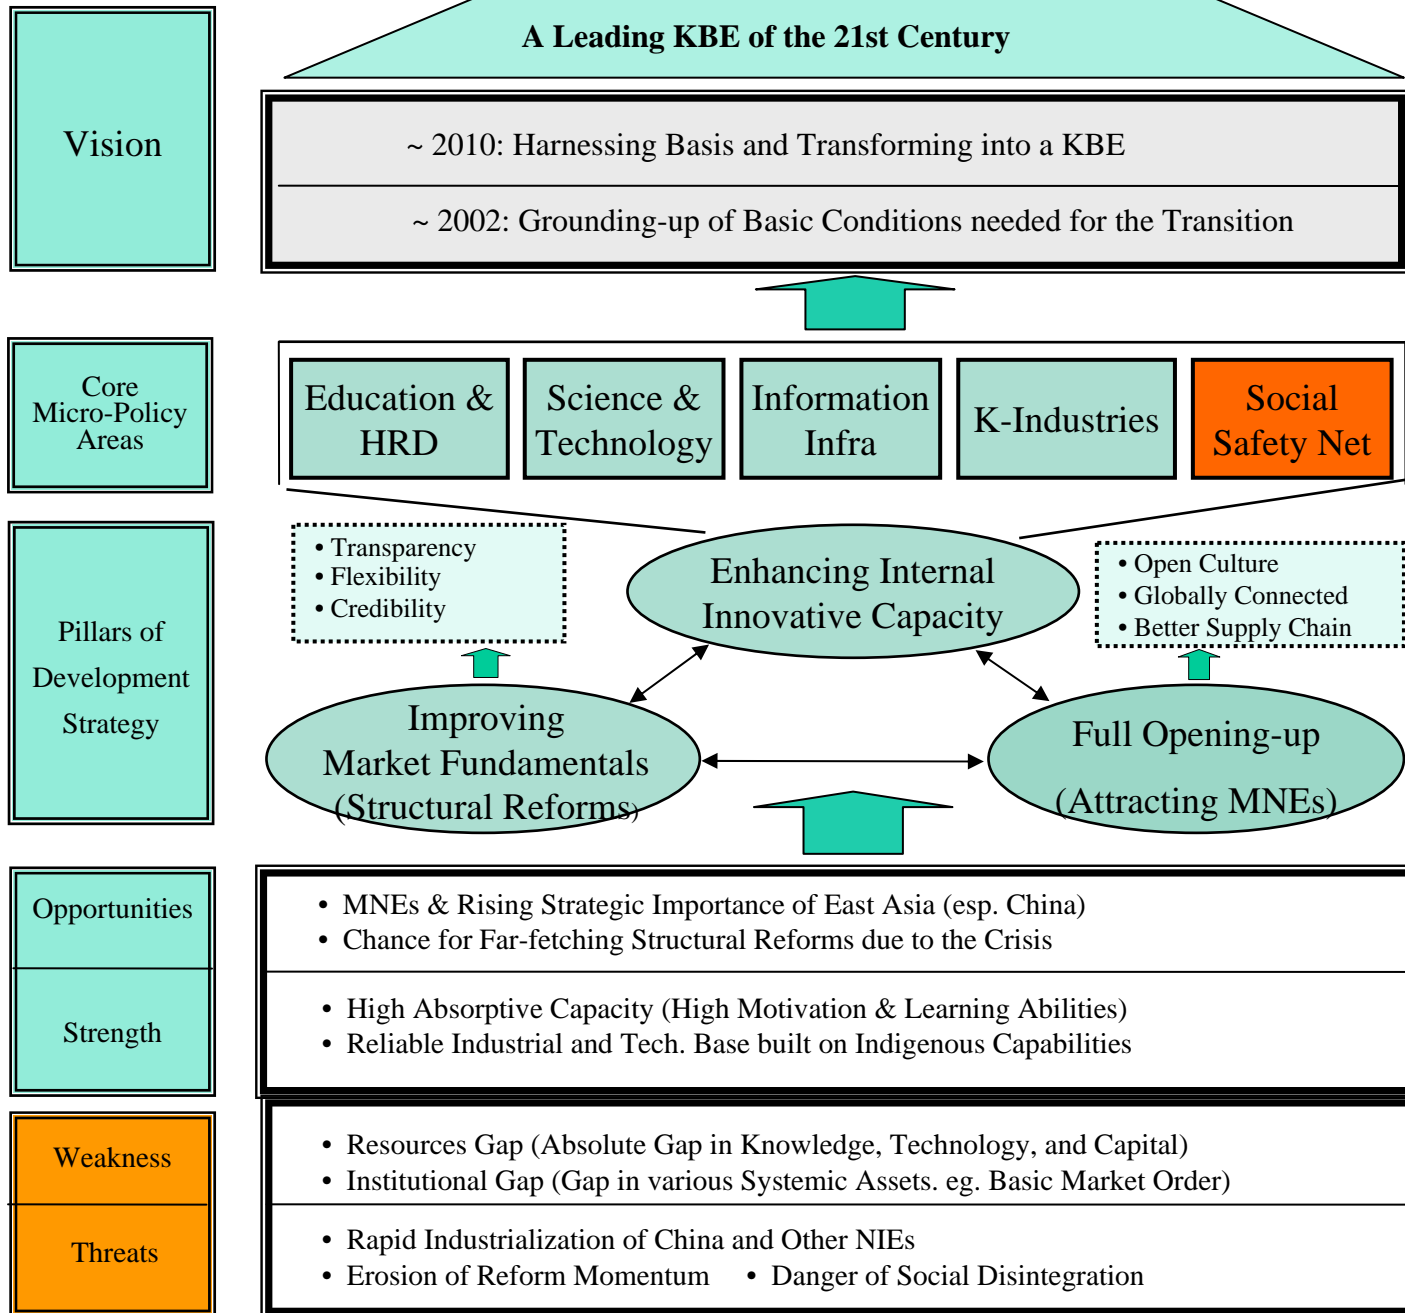 A Leading KBE of the 21st Century
Vision
~ 2010: Harnessing Basis and Transforming into a KBE
~ 2002: Grounding-up of Basic Conditions needed for the Transition
Core
Micro-Policy
Areas
Education &
HRD
Science &
Technology
Information
Infra
K-Industries
Social
Safety Net
Pillars of
Development
Strategy
• Transparency
• Flexibility
• Credibility
Enhancing Internal
Innovative Capacity
• Open Culture
• Globally Connected
• Better Supply Chain
Improving
Market Fundamentals
(Structural Reforms)
Full Opening-up
(Attracting MNEs)
Opportunities
• MNEs & Rising Strategic Importance of East Asia (esp. China)
• Chance for Far-fetching Structural Reforms due to the Crisis
Strength
• High Absorptive Capacity (High Motivation & Learning Abilities)
• Reliable Industrial and Tech. Base built on Indigenous Capabilities
Weakness
• Resources Gap (Absolute Gap in Knowledge, Technology, and Capital)
• Institutional Gap (Gap in various Systemic Assets. eg. Basic Market Order)
Threats
• Rapid Industrialization of China and Other NIEs
• Erosion of Reform Momentum • Danger of Social Disintegration